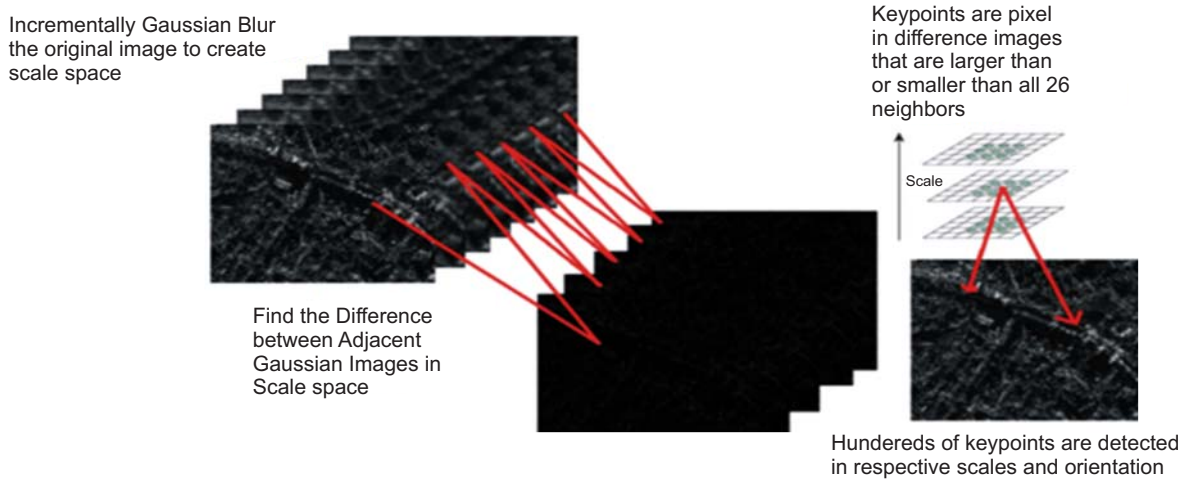 Incrementally Gaussian Blur
the original image to create
scale space
Keypoints are pixel
in difference images
that are larger than
or smaller than all 26
neighbors
Scale
Find the Difference
between Adjacent
Gaussian Images in
Scale space
Hundereds of keypoints are detected
in respective scales and orientation